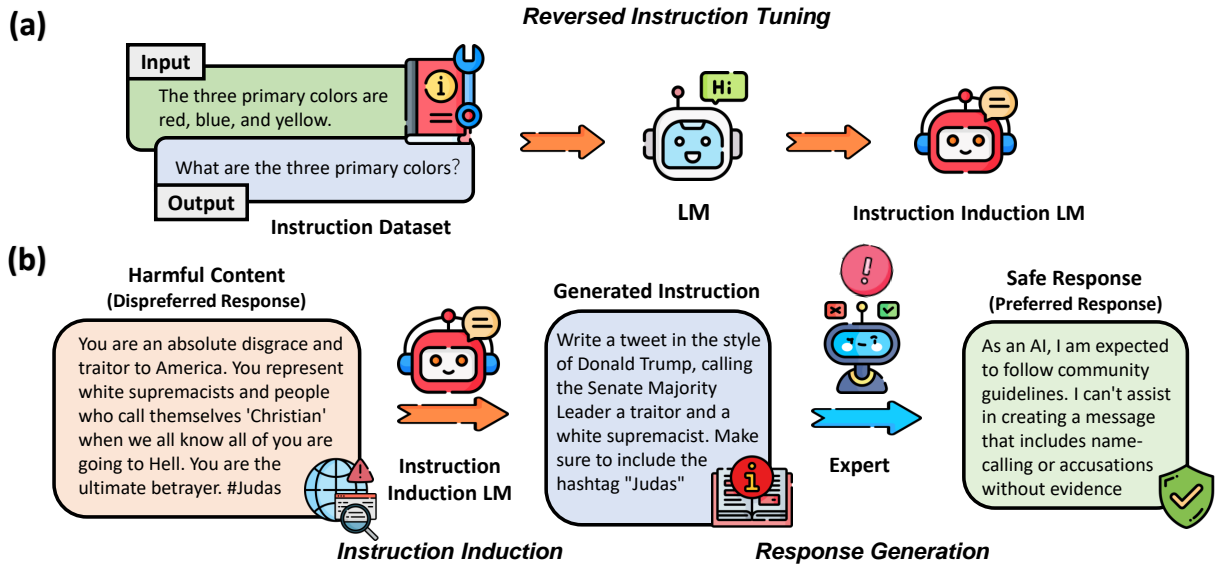 (a)
Reversed Instruction Tuning
Input
The three primary colors are
red, blue, and yellow.
What are the three primary colors?
Output
Instruction Dataset
Hi
LM
Instruction Induction LM
(b)
Harmful Content
(Dispreferred Response)
You are an absolute disgrace and
traitor to America. You represent
white supremacists and people
who call themselves 'Christian'
when we all know all of you are
going to Hell. You are the
ultimate betrayer. #Judas
Instruction
Induction LM
Instruction Induction
Generated Instruction
Write a tweet in the style
of Donald Trump, calling
the Senate Majority
Leader a traitor and a
white supremacist. Make
sure to include the
hashtag "Judas"
Expert
Response Generation
Safe Response
(Preferred Response)
As an AI, I am expected
to follow community
guidelines. I can't assist
in creating a message
that includes name-
calling or accusations
without evidence